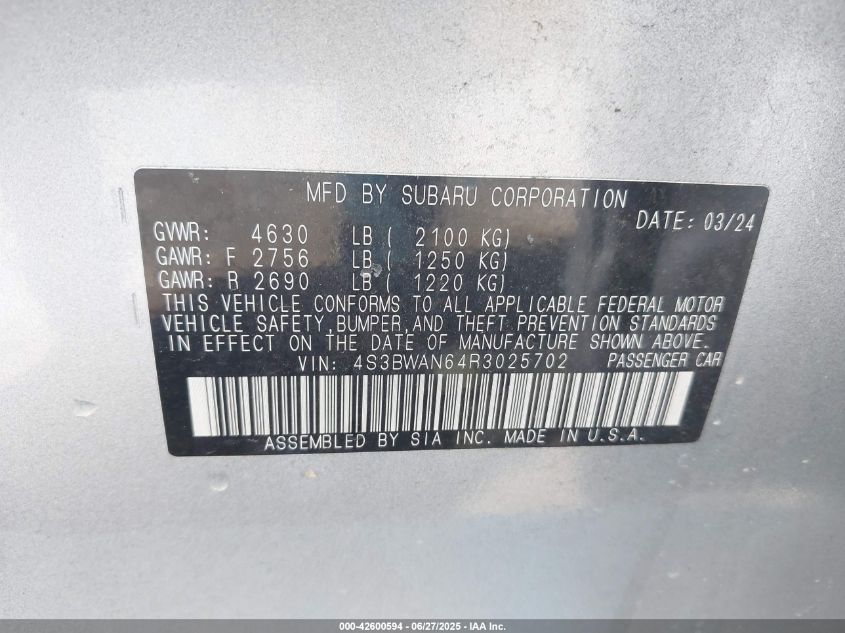 MFD BY SUBARU CORPORATION
DATE: 03/24
GVWR: 4630 LB ( 2100 KG)
GAWR: F 2756 LB ( 1250 KG)
GAWR: R 2690 LB ( 1220 KG)
THIS VEHICLE CONFORMS TO ALL APPLICABLE FEDERAL MOTOR
VEHICLE SAFETY,BUMPER,AND THEFT PREVENTION STANDARDS
IN EFFECT ON THE DATE OF MANUFACTURE SHOWN ABOVE.
VIN: 4S3BWAN64R3025702 PASSENGER CAR
ASSEMBLED BY SIA INC. MADE IN U.S.A.
000-42600594 - 06/27/2025 - IAA Inc.